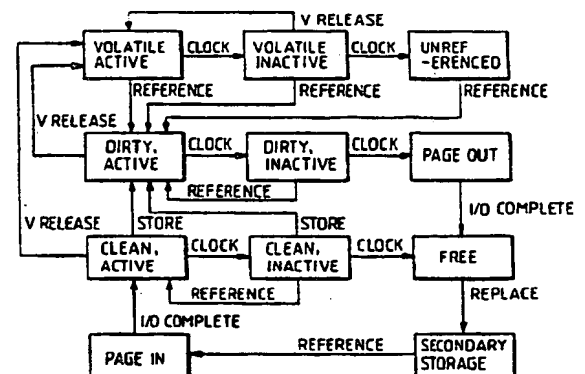 V RELEASE
VOLATILE
ACTIVE
CLOCK
VOLATILE
INACTIVE
CLOCK
UNREF
-ERENCED
REFERENCE
REFERENCE
REFERENCE
V RELEASE
DIRTY,
ACTIVE
CLOCK
DIRTY,
INACTIVE
CLOCK
PAGE OUT
REFERENCE
V RELEASE
STORE
STORE
I/O COMPLETE
CLEAN,
ACTIVE
CLOCK
CLEAN,
INACTIVE
CLOCK
FREE
REFERENCE
REPLACE
I/O COMPLETE
PAGE IN
REFERENCE
SECONDARY
STORAGE